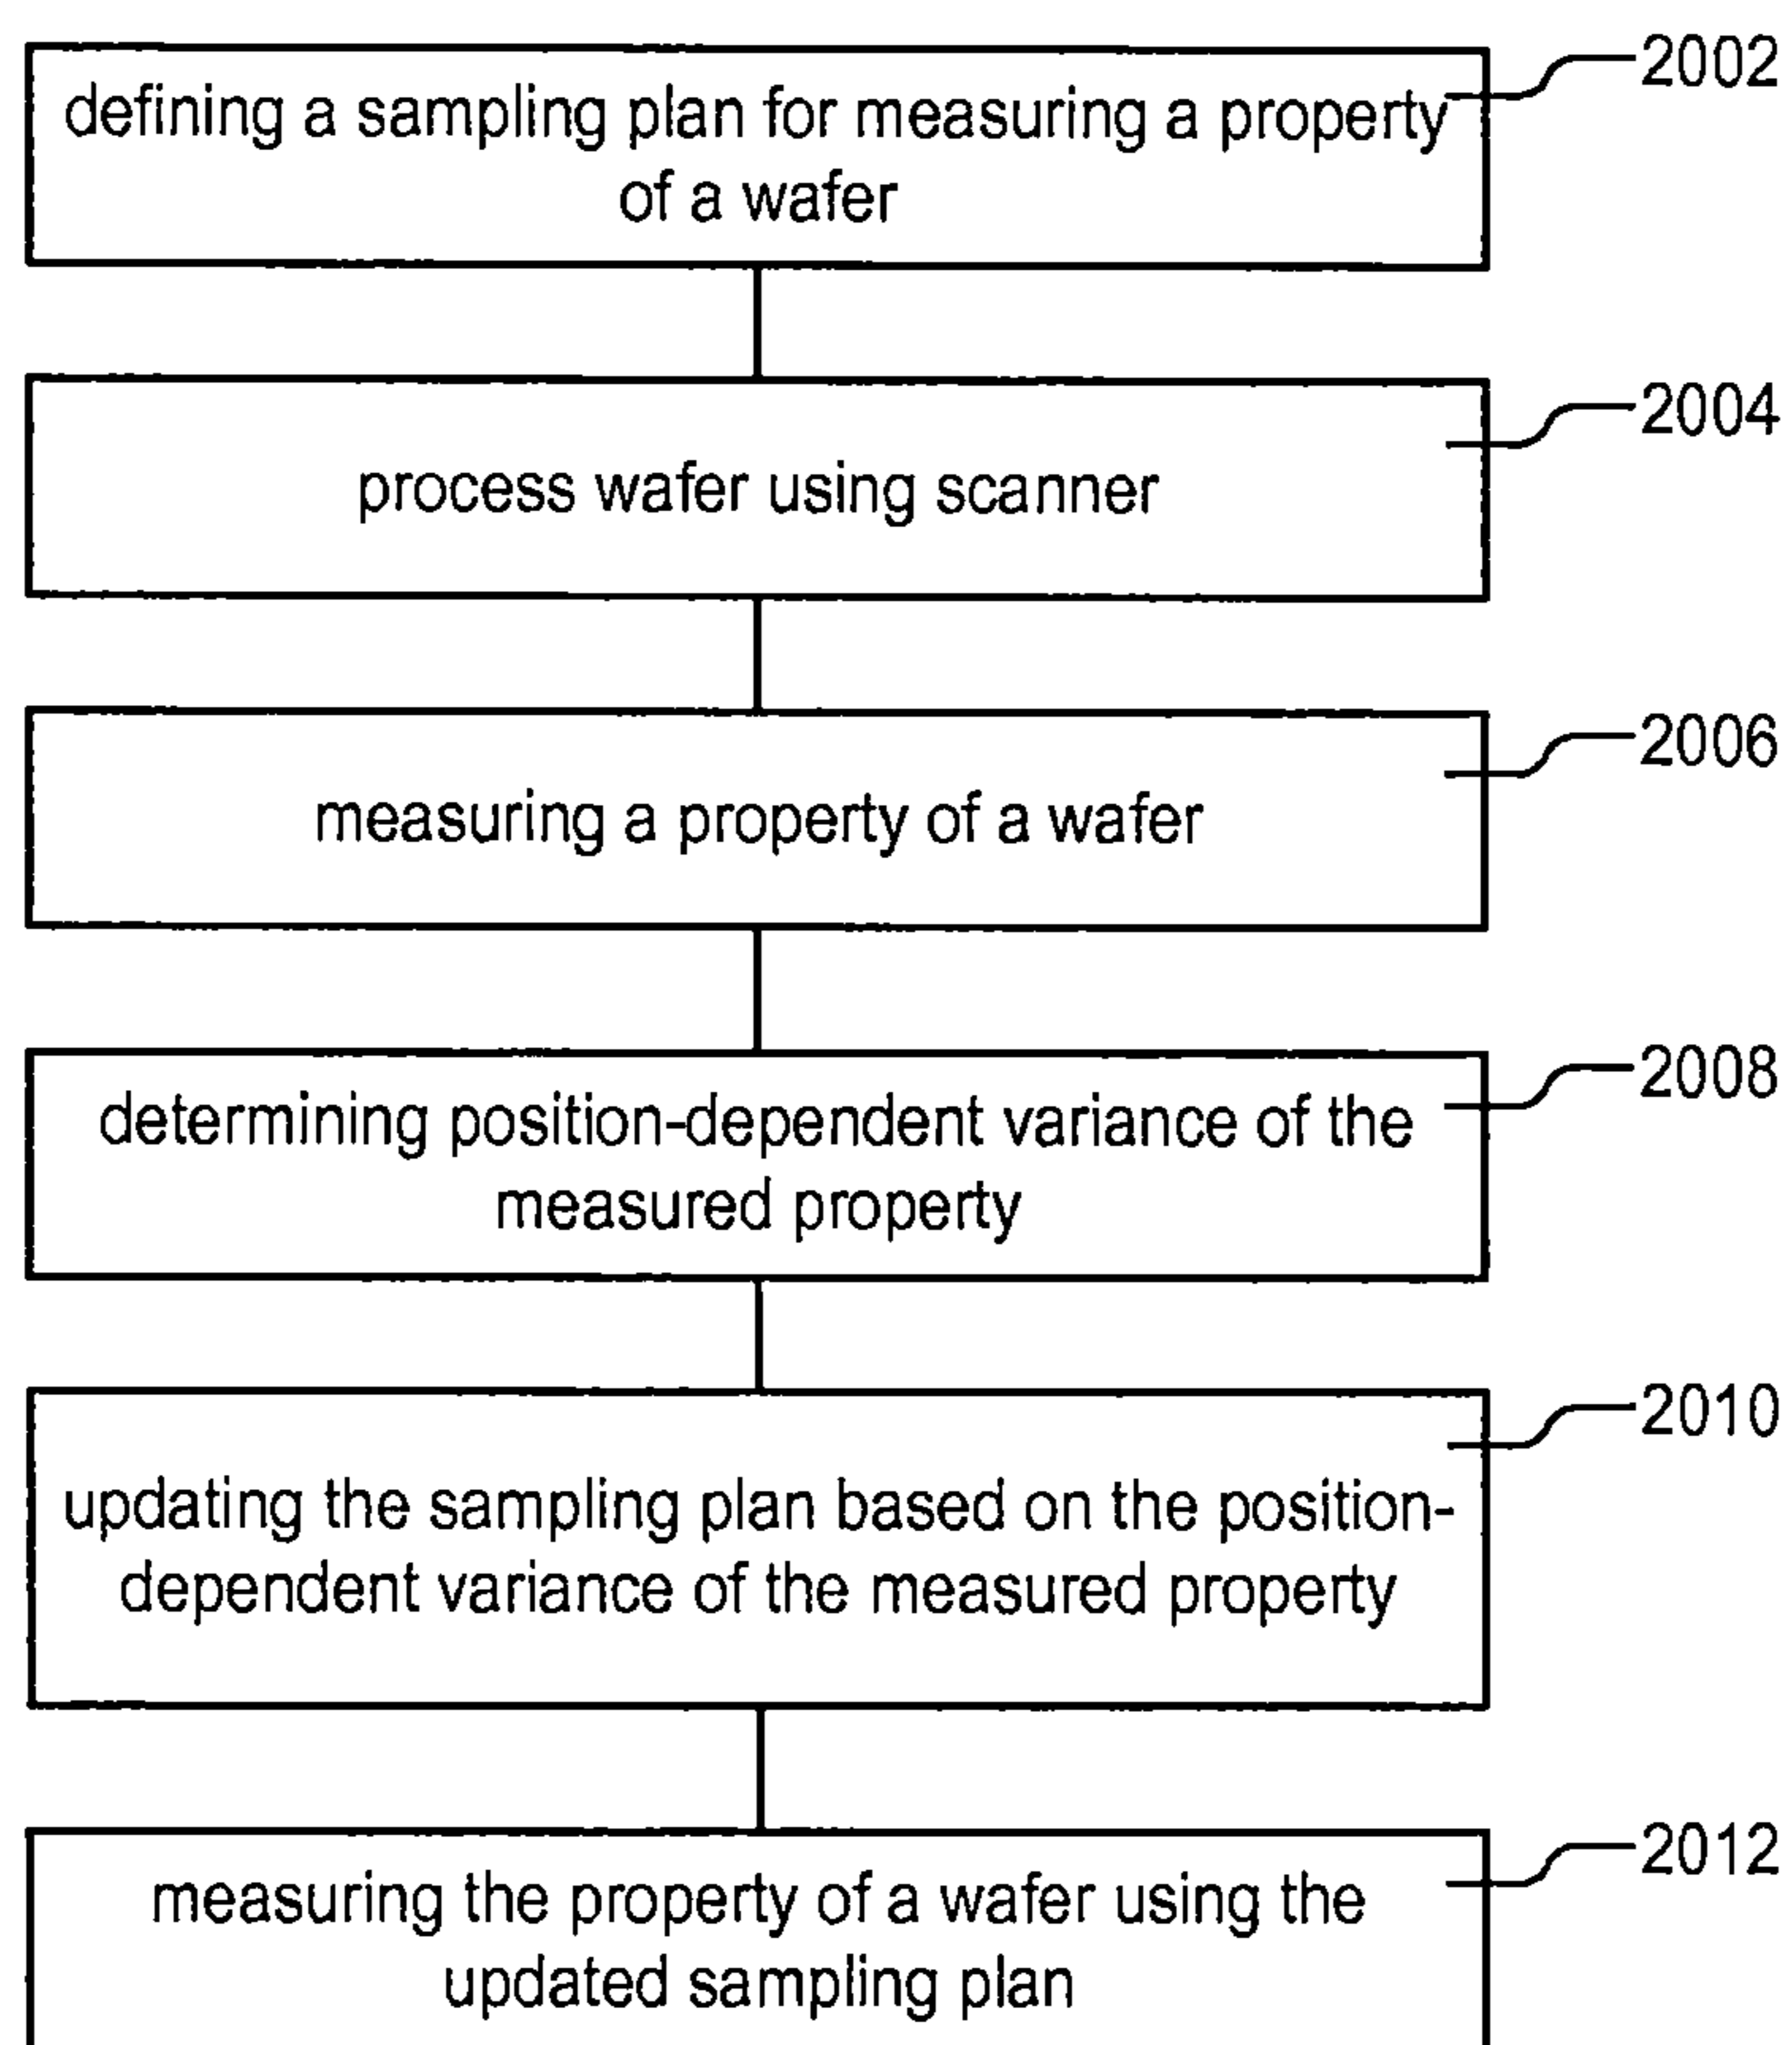 2002
defining a sampling plan for measuring a property
of a wafer
2004
process wafer using scanner
2006
measuring a property of a wafer
2008
determining position-dependent variance of the
measured property
2010
updating the sampling plan based on the position-
dependent variance of the measured property
2012
measuring the property of a wafer using the
updated sampling plan